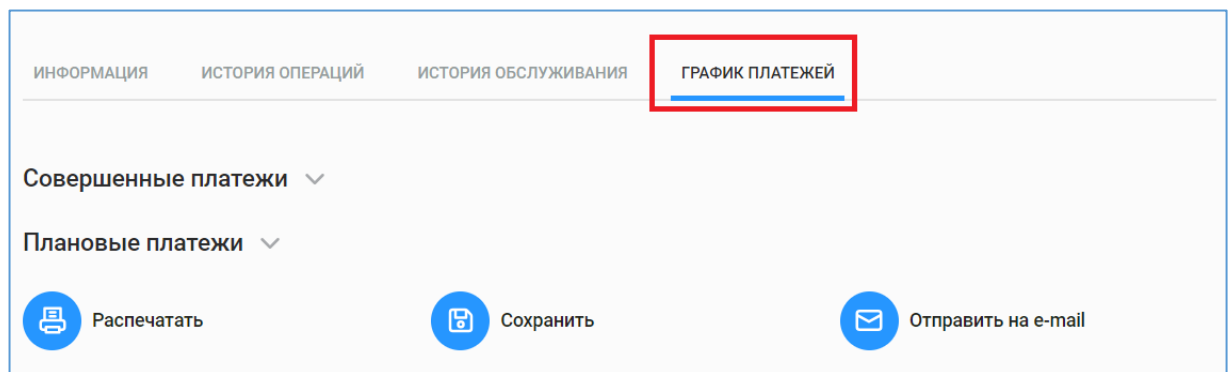 ИНФОРМАЦИЯ ИСТОРИЯ ОПЕРАЦИЙ ИСТОРИЯ ОБСЛУЖИВАНИЯ ГРАФИК ПЛАТЕЖЕЙ
Совершенные платежи
Плановые платежи
Распечатать Сохранить Отправить на e-mail